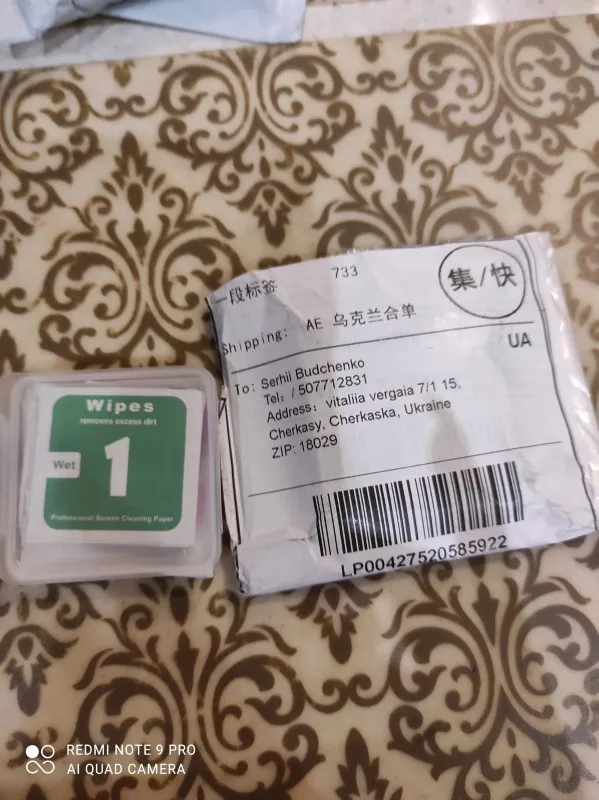 一段标签
733
集/快
Shipping: AE 乌克兰合单
UA
To: Serhii Budchenko
Tel: / 507712831
Address: vitaliia vergaia 7/1 15,
Cherkasy, Cherkaska, Ukraine
ZIP: 18029
LP00427520585922
Wipes
removes excess dirt
Wet
1
Professional Screen Cleaning Paper
REDMI NOTE 9 PRO
AI QUAD CAMERA